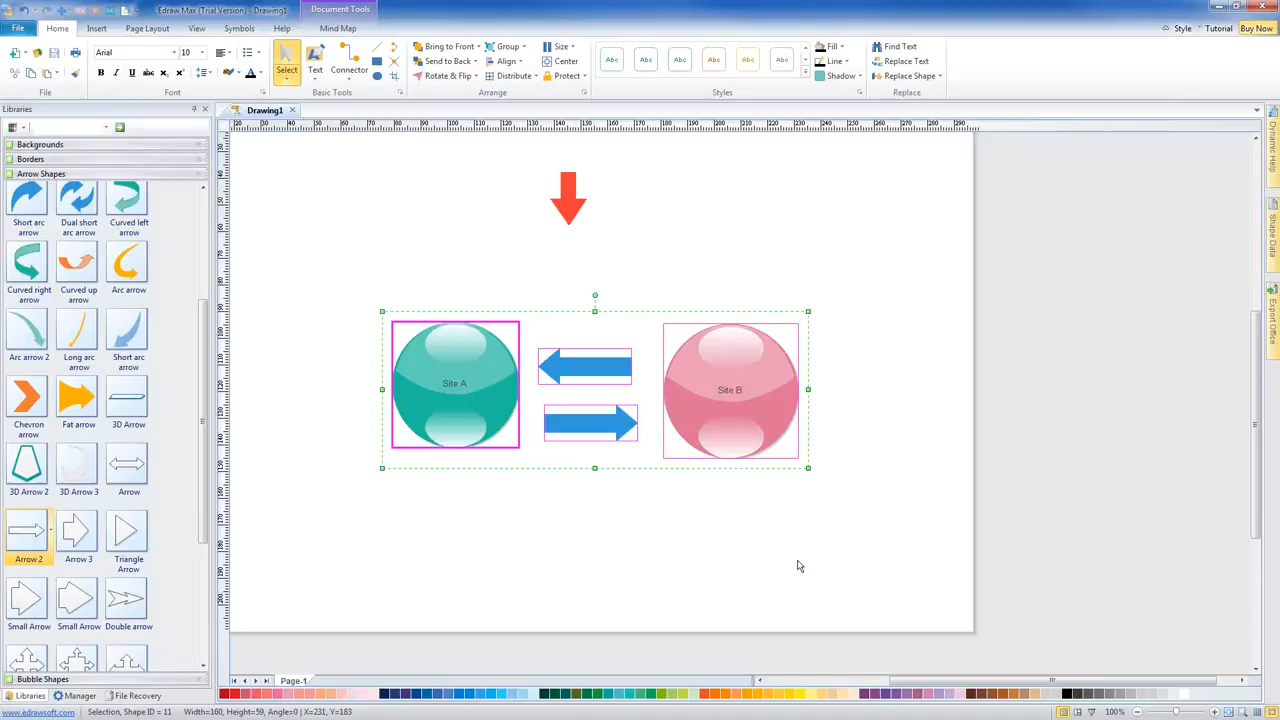 Edraw Max (Trial Version) - Drawing1
Document Tools
File
Home
Insert
Page Layout
View
Symbols
Help
Mind Map
Style
Tutorial
Buy Now
Arial
10
B I U abc
Select
Text
Connector
Bring to Front
Send to Back
Rotate & Flip
Group
Align
Distribute
Size
Center
Protect
Abc Abc Abc Abc Abc Abc
Fill
Line
Shadow
Find Text
Replace Text
Replace Shape
File
Font
Basic Tools
Arrange
Styles
Replace
Libraries
Drawing1
Backgrounds
Borders
Arrow Shapes
Short arc arrow
Dual short arc arrow
Curved left arrow
Curved right arrow
Curved up arrow
Arc arrow
Arc arrow 2
Long arc arrow
Short arc arrow
Chevron arrow
Fat arrow
3D Arrow
3D Arrow 2
3D Arrow 3
Arrow
Arrow 2
Arrow 3
Triangle Arrow
Small Arrow
Small Arrow
Double arrow
Bubble Shapes
Site A
Site B
Dynamic Help
Shape Data
Export Office
Page-1
Libraries
Manager
File Recovery
www.edrawsoft.com
Selection, Shape ID = 11
Width=160, Height=59, Angle=0 | X=231, Y=183
100%